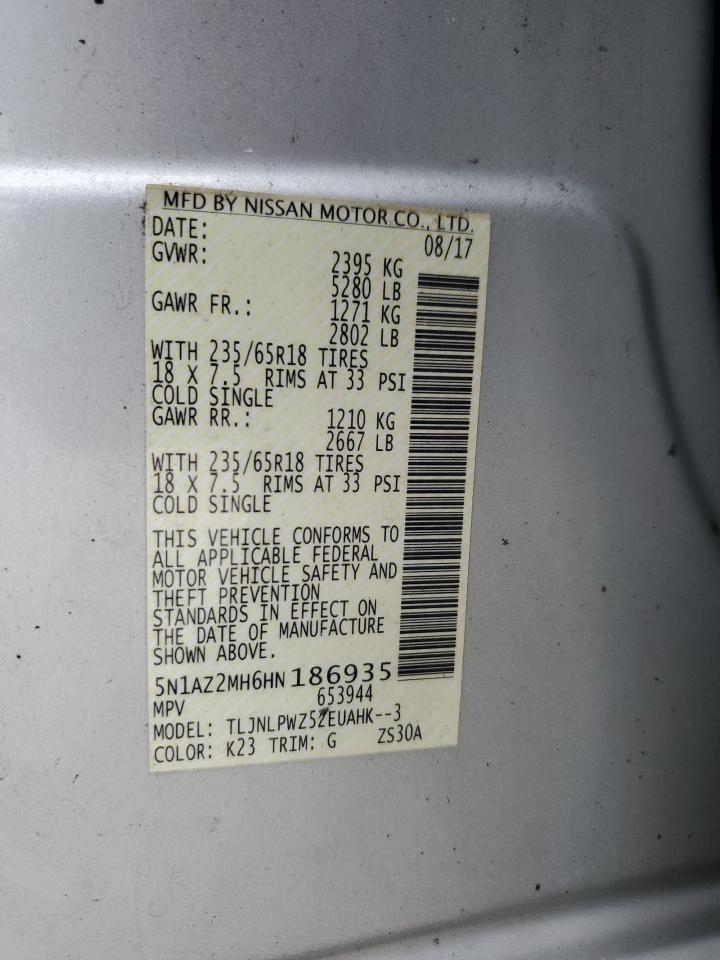 MFD BY NISSAN MOTOR CO., LTD.
DATE: 08/17
GVWR: 2395 KG
5280 LB
GAWR FR.: 1271 KG
2802 LB
WITH 235/65R18 TIRES
18 X 7.5 RIMS AT 33 PSI
COLD SINGLE
GAWR RR.: 1210 KG
2667 LB
WITH 235/65R18 TIRES
18 X 7.5 RIMS AT 33 PSI
COLD SINGLE
THIS VEHICLE CONFORMS TO
ALL APPLICABLE FEDERAL
MOTOR VEHICLE SAFETY AND
THEFT PREVENTION
STANDARDS IN EFFECT ON
THE DATE OF MANUFACTURE
SHOWN ABOVE.
5N1AZ2MH6HN186935
MPV 653944
MODEL: TLJNLPWZ5ZEUAHK--3
COLOR: K23 TRIM: G ZS30A